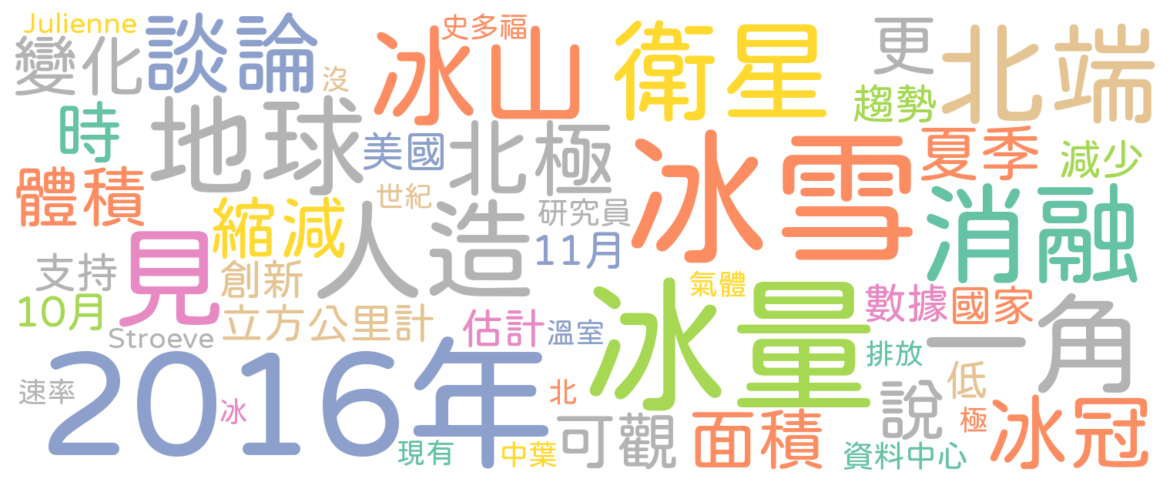 Julienne
變化
談論
沒
冰山
史多福
衛星
更
北端
時
地球
美國
北極
趨勢
夏季
減少
體積
縮減
世紀
人造
研究員
11月
冰雪
消融
支持
見
創新
10月
立方公里計
Stroeve
估計
溫室
氣體
冰量
數據
國家
一角
2016年
速率
冰
現有
中葉
北
可觀
面積
排放
說
低
極
資料中心
冰冠